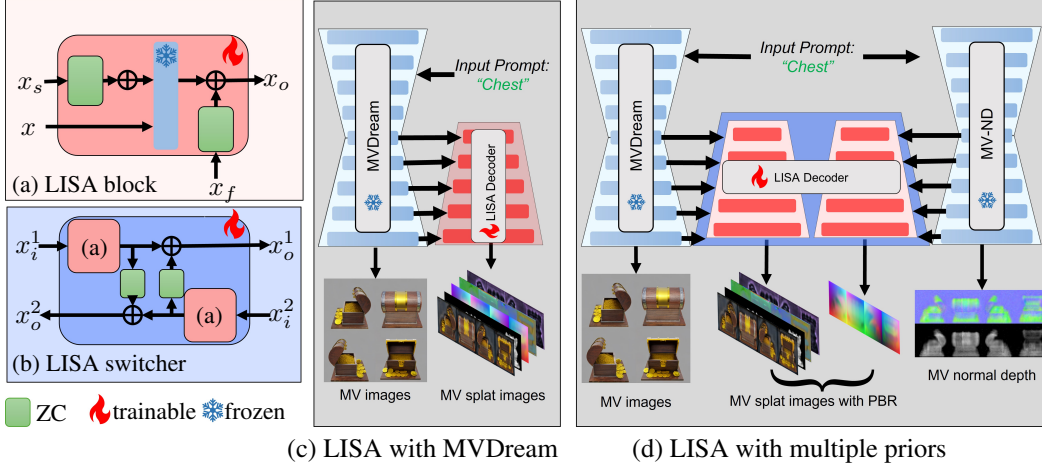 x_s
x
x_o
x_f
(a) LISA block
x_i^1
(a)
x_o^1
x_o^2
(a)
x_i^2
(b) LISA switcher
ZC
trainable
frozen
MVDream
Input Prompt:
"Chest"
LISA Decoder
MV images
MV splat images
(c) LISA with MVDream
MVDream
Input Prompt:
"Chest"
MV-ND
LISA Decoder
MV images
MV splat images with PBR
MV normal depth
(d) LISA with multiple priors